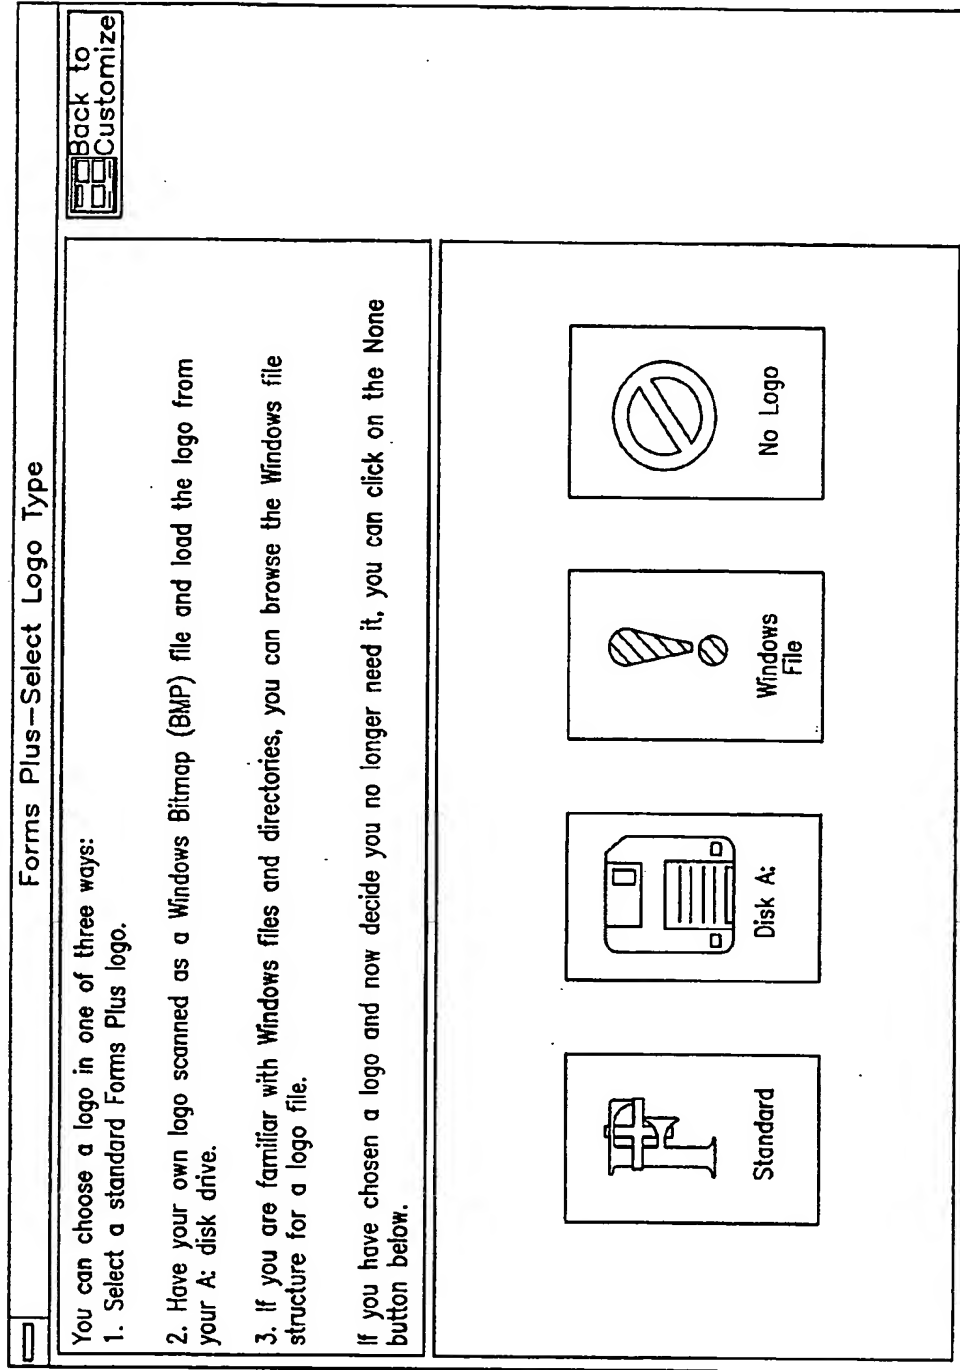 Forms Plus-Select Logo Type
Back to
Customize
You can choose a logo in one of three ways:
1. Select a standard Forms Plus logo.
2. Have your own logo scanned as a Windows Bitmap (BMP) file and load the logo from
your A: disk drive.
3. If you are familiar with Windows files and directories, you can browse the Windows file
structure for a logo file.
If you have chosen a logo and now decide you no longer need it, you can click on the None
button below.
Standard
Disk A:
Windows
File
No Logo